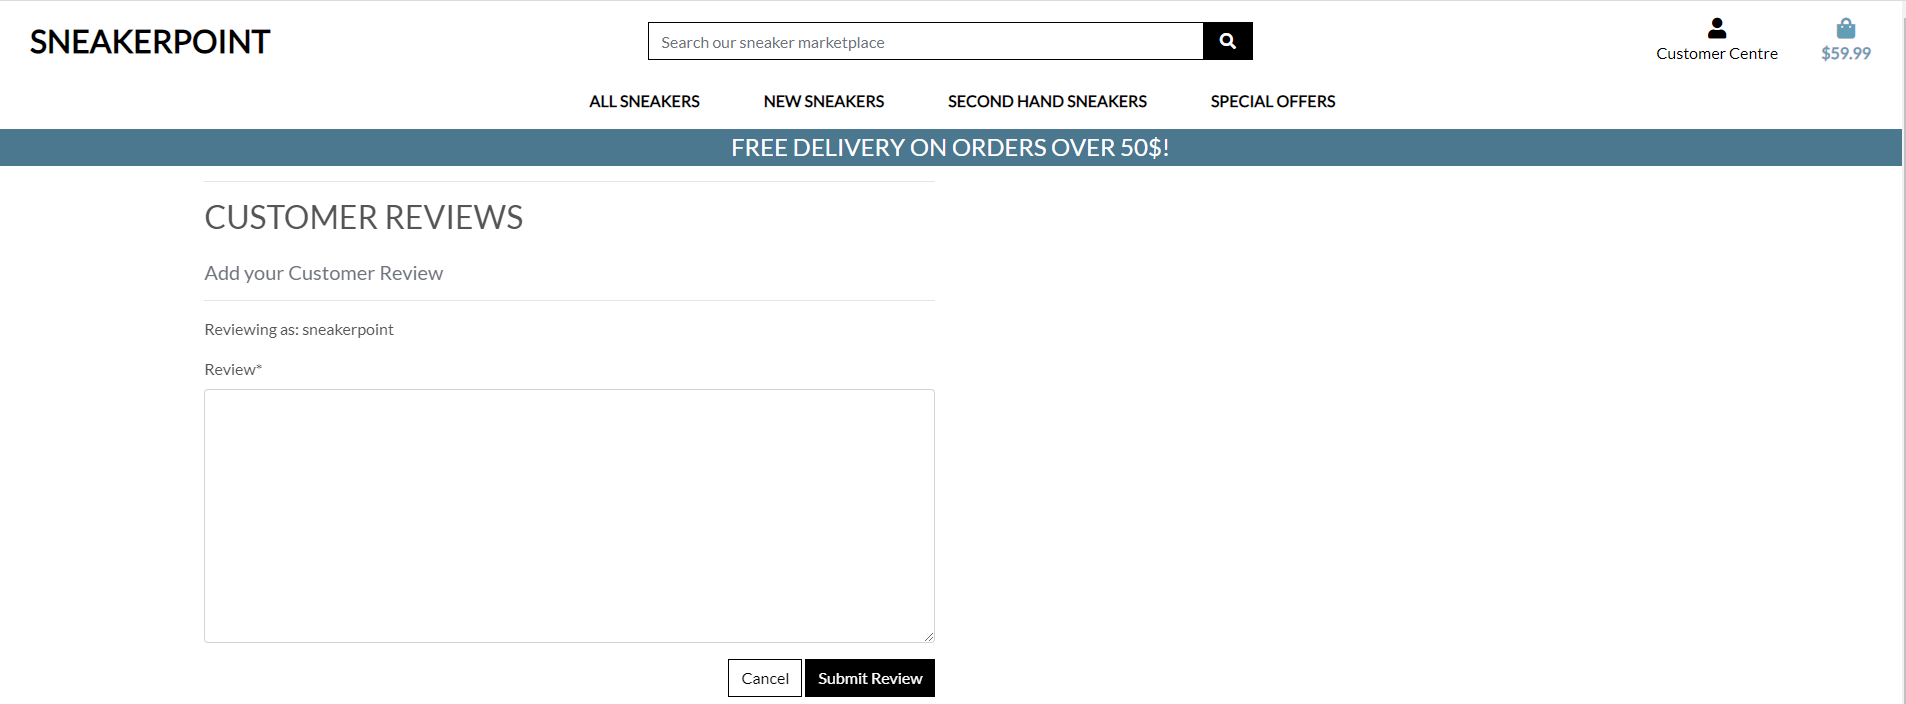 SNEAKERPOINT
Search our sneaker marketplace
Customer Centre
$59.99
ALL SNEAKERS NEW SNEAKERS SECOND HAND SNEAKERS SPECIAL OFFERS
FREE DELIVERY ON ORDERS OVER 50$!
CUSTOMER REVIEWS
Add your Customer Review
Reviewing as: sneakerpoint
Review*
Cancel Submit Review